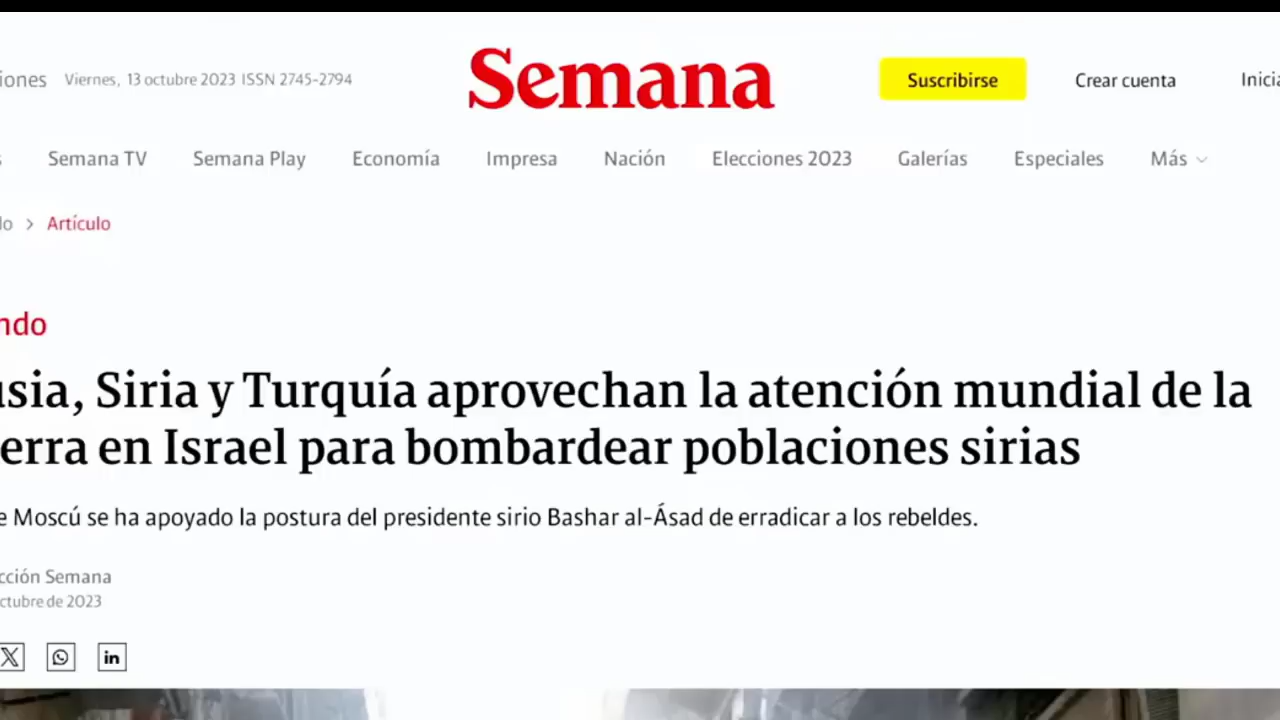 iones Viernes, 13 octubre 2023 ISSN 2745-2794 Semana Suscribirse Crear cuenta Inicia
s Semana TV Semana Play Economía Impresa Nación Elecciones 2023 Galerías Especiales Más
do > Artículo
ndo
usia, Siria y Turquía aprovechan la atención mundial de la
erra en Israel para bombardear poblaciones sirias
e Moscú se ha apoyado la postura del presidente sirio Bashar al-Ásad de erradicar a los rebeldes.
cción Semana
ctubre de 2023
in